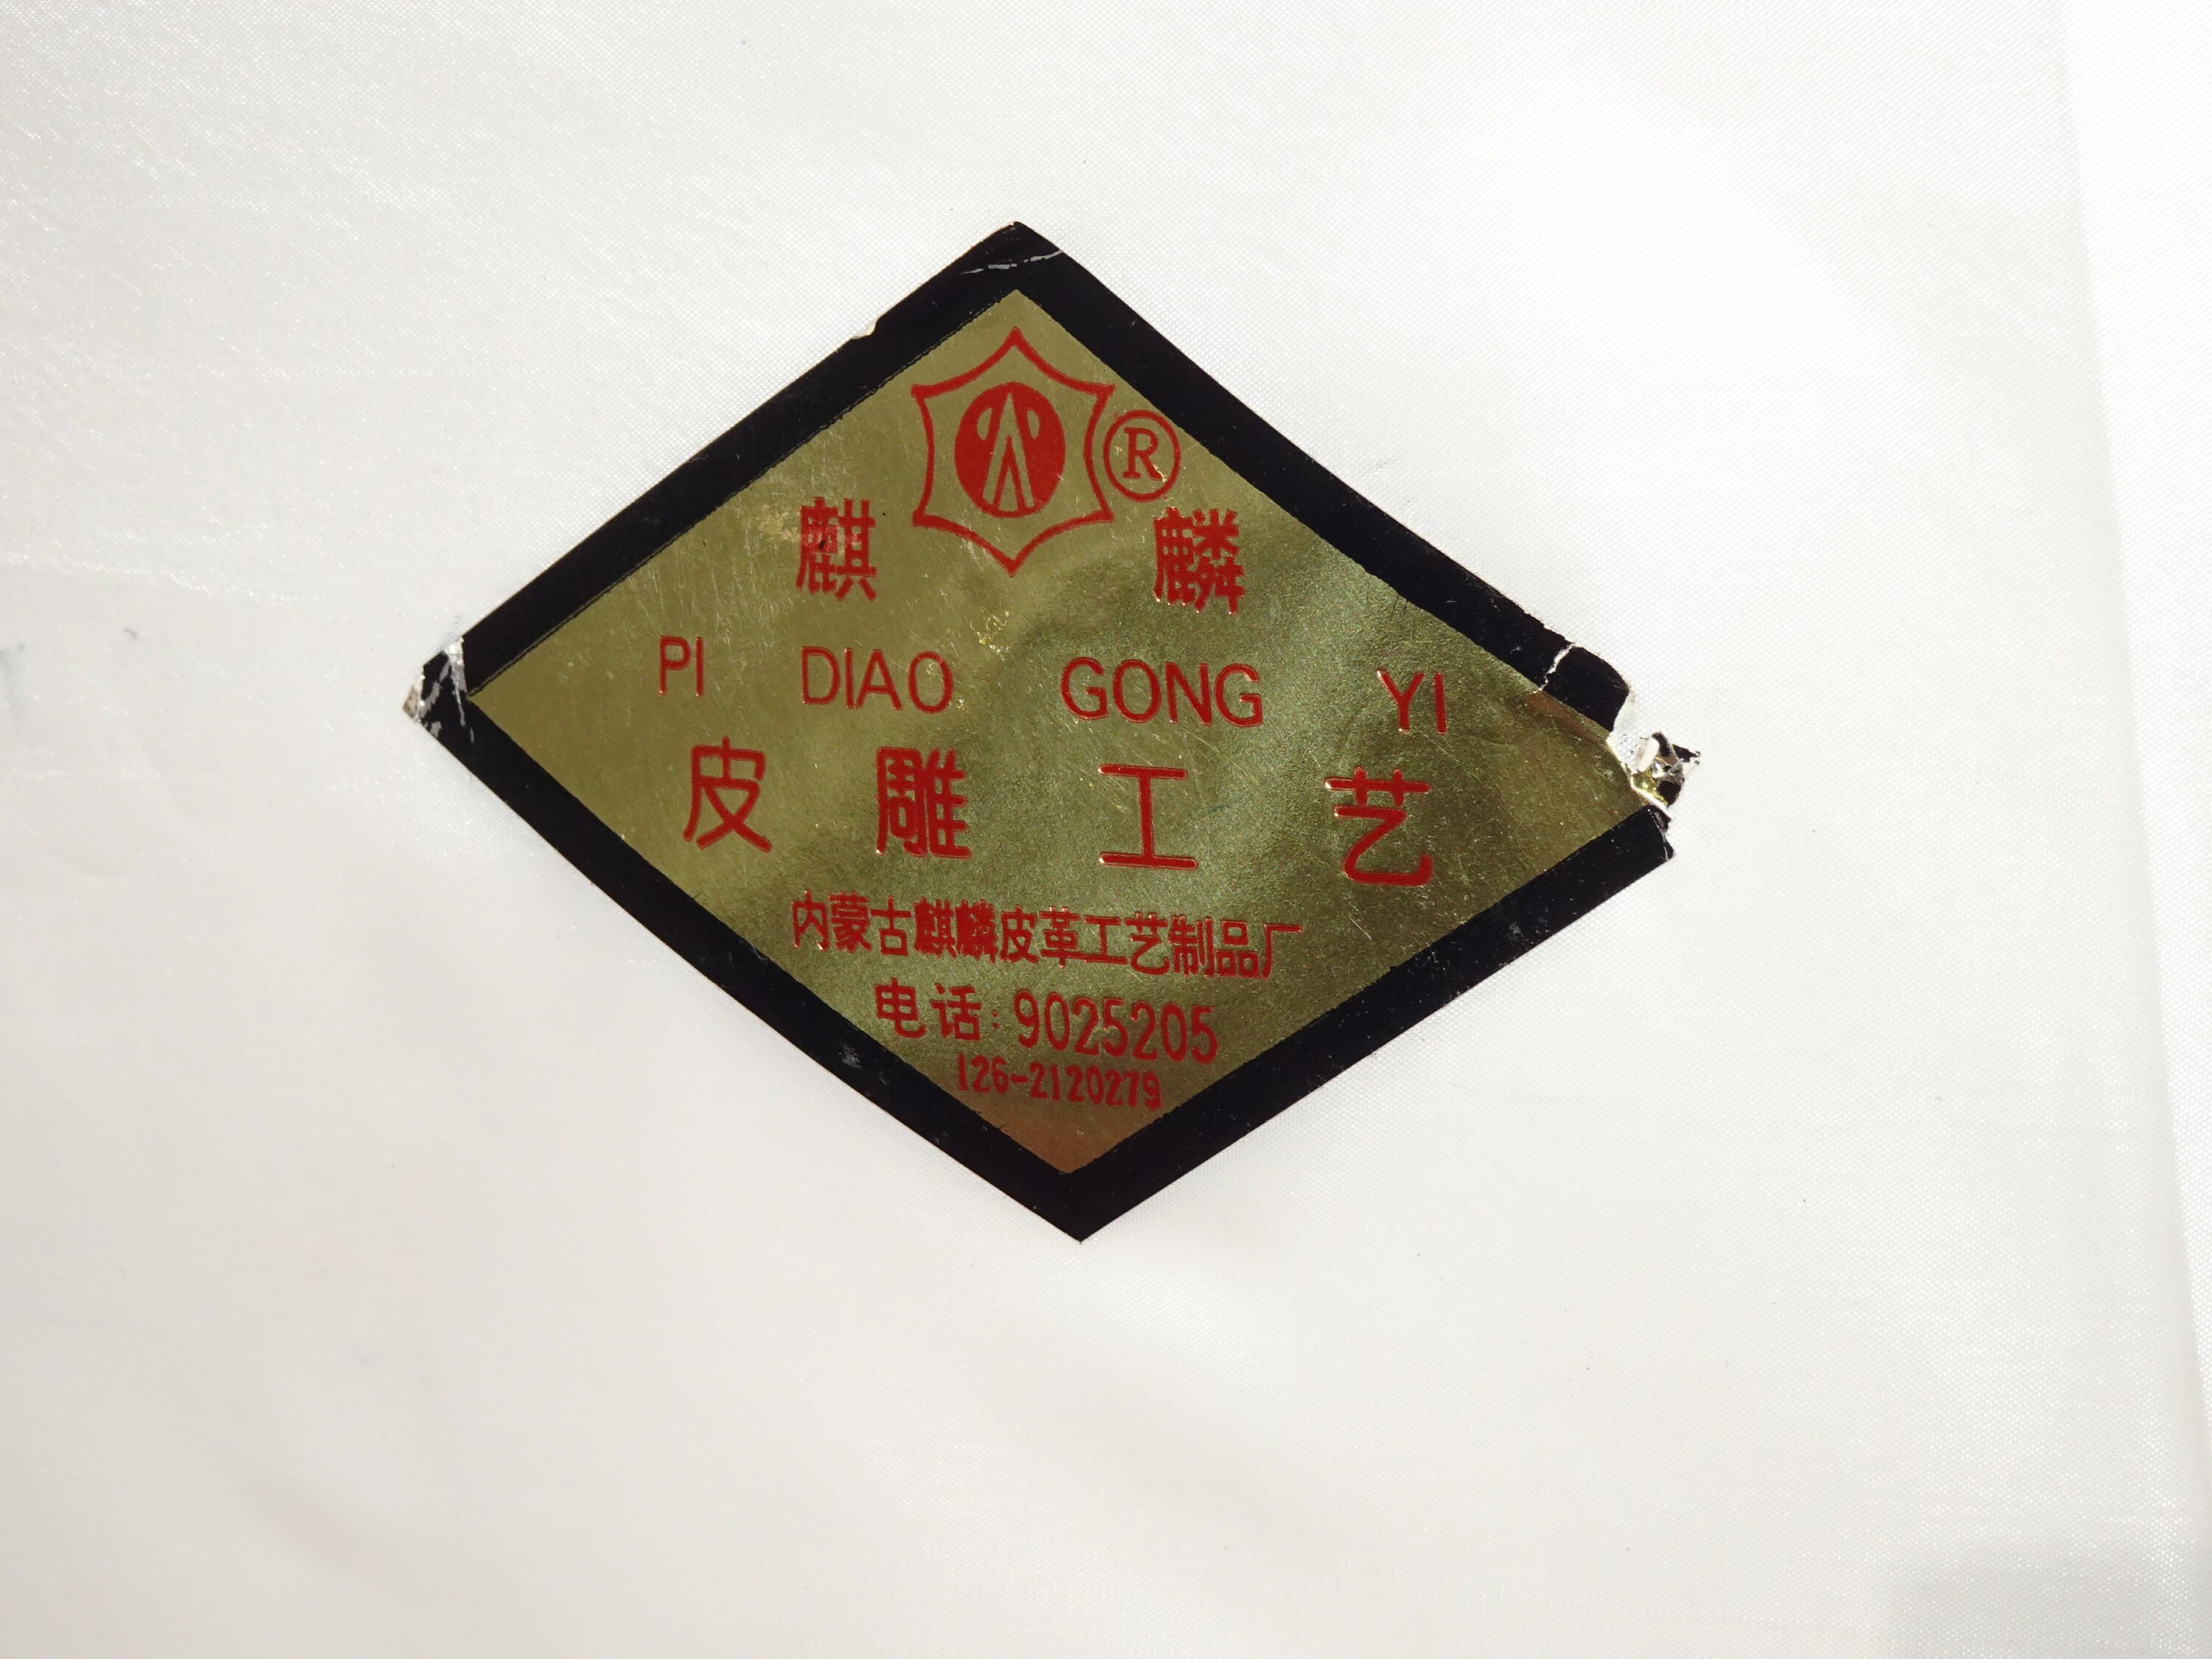 ®
麒 麟
PI DIAO GONG YI
皮 雕 工 艺
内蒙古麒麟皮革工艺制品厂
电话:9025205
126-2120279